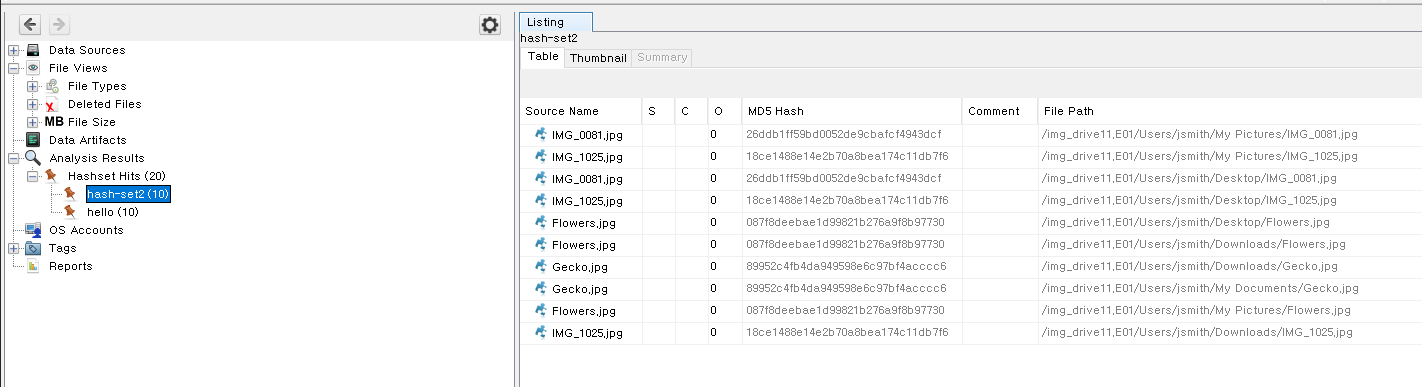 Listing
hash-set2
Table Thumbnail Summary
Data Sources
File Views
File Types
Deleted Files
MB File Size
Data Artifacts
Analysis Results
Hashset Hits (20)
hash-set2 (10)
hello (10)
OS Accounts
Tags
Reports
Source Name S C O MD5 Hash Comment File Path
IMG_0081.jpg 0 26ddb1ff59bd0052de9cbafcf4943dcf /img_drive11.E01/Users/jsmith/My Pictures/IMG_0081.jpg
IMG_1025.jpg 0 18ce1488e14e2b70a8bea174c11db7f6 /img_drive11.E01/Users/jsmith/My Pictures/IMG_1025.jpg
IMG_0081.jpg 0 26ddb1ff59bd0052de9cbafcf4943dcf /img_drive11.E01/Users/jsmith/Desktop/IMG_0081.jpg
IMG_1025.jpg 0 18ce1488e14e2b70a8bea174c11db7f6 /img_drive11.E01/Users/jsmith/Desktop/IMG_1025.jpg
Flowers.jpg 0 087f8deebae1d99821b276a9f8b97730 /img_drive11.E01/Users/jsmith/Desktop/Flowers.jpg
Flowers.jpg 0 087f8deebae1d99821b276a9f8b97730 /img_drive11.E01/Users/jsmith/Downloads/Flowers.jpg
Gecko.jpg 0 89952c4fb4da949598e6c97bf4acccc6 /img_drive11.E01/Users/jsmith/Downloads/Gecko.jpg
Gecko.jpg 0 89952c4fb4da949598e6c97bf4acccc6 /img_drive11.E01/Users/jsmith/My Documents/Gecko.jpg
Flowers.jpg 0 087f8deebae1d99821b276a9f8b97730 /img_drive11.E01/Users/jsmith/My Pictures/Flowers.jpg
IMG_1025.jpg 0 18ce1488e14e2b70a8bea174c11db7f6 /img_drive11.E01/Users/jsmith/Downloads/IMG_1025.jpg